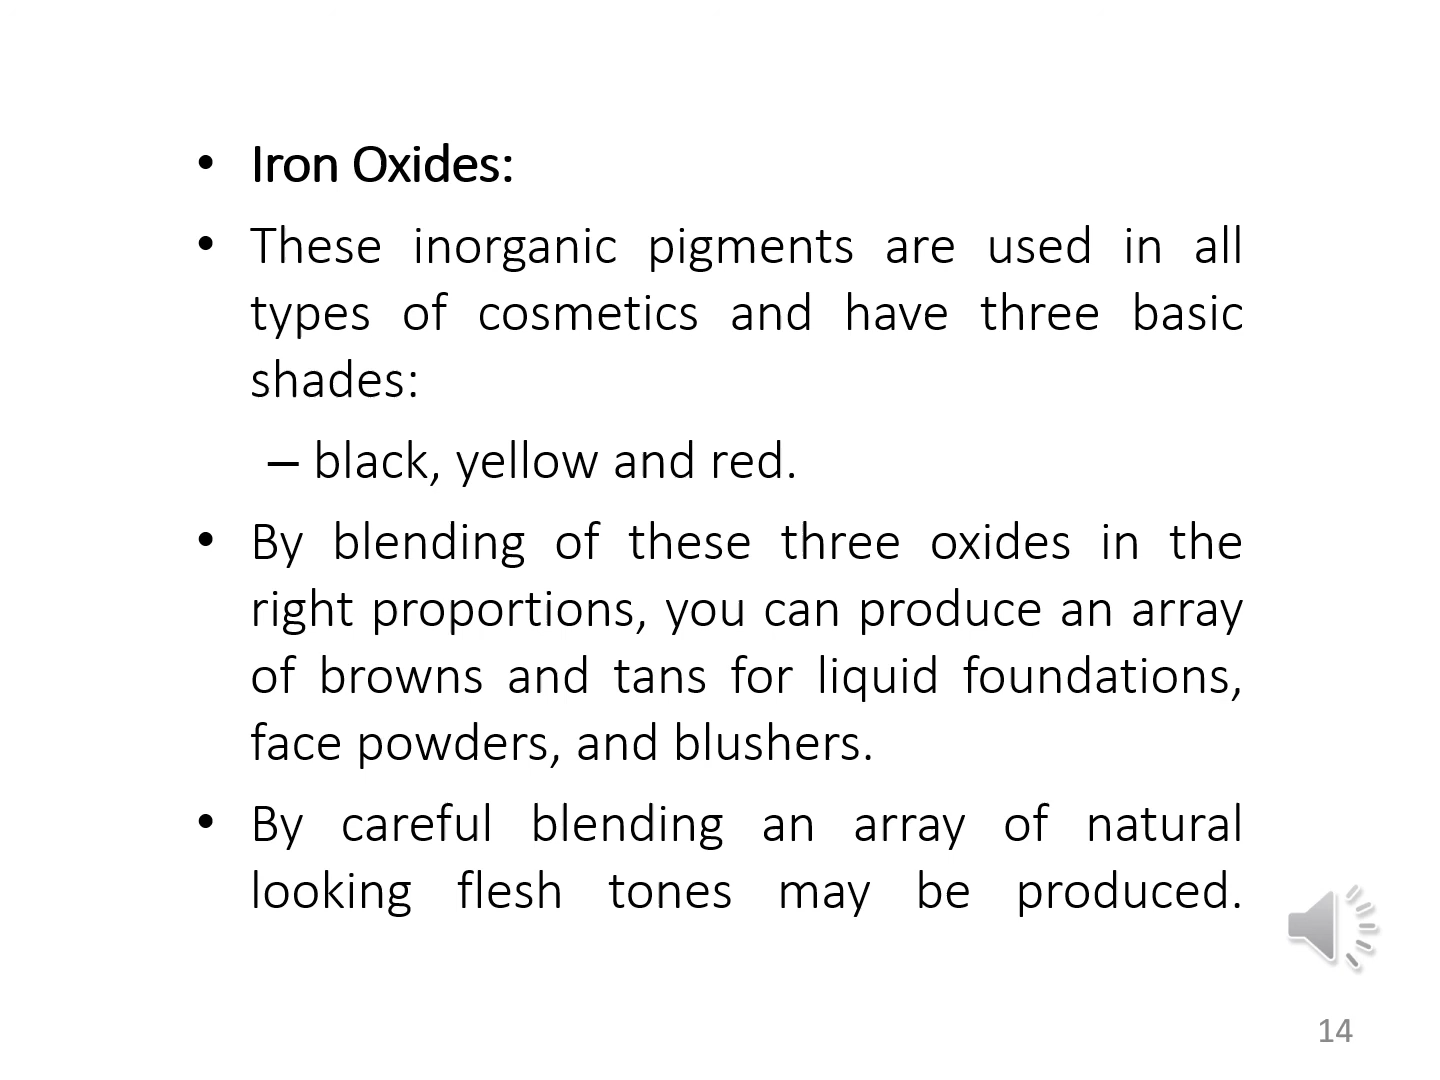 • Iron Oxides:
• These inorganic pigments are used in all
types of cosmetics and have three basic
shades:
– black, yellow and red.
• By blending of these three oxides in the
right proportions, you can produce an array
of browns and tans for liquid foundations,
face powders, and blushers.
• By careful blending an array of natural
looking flesh tones may be produced.
14